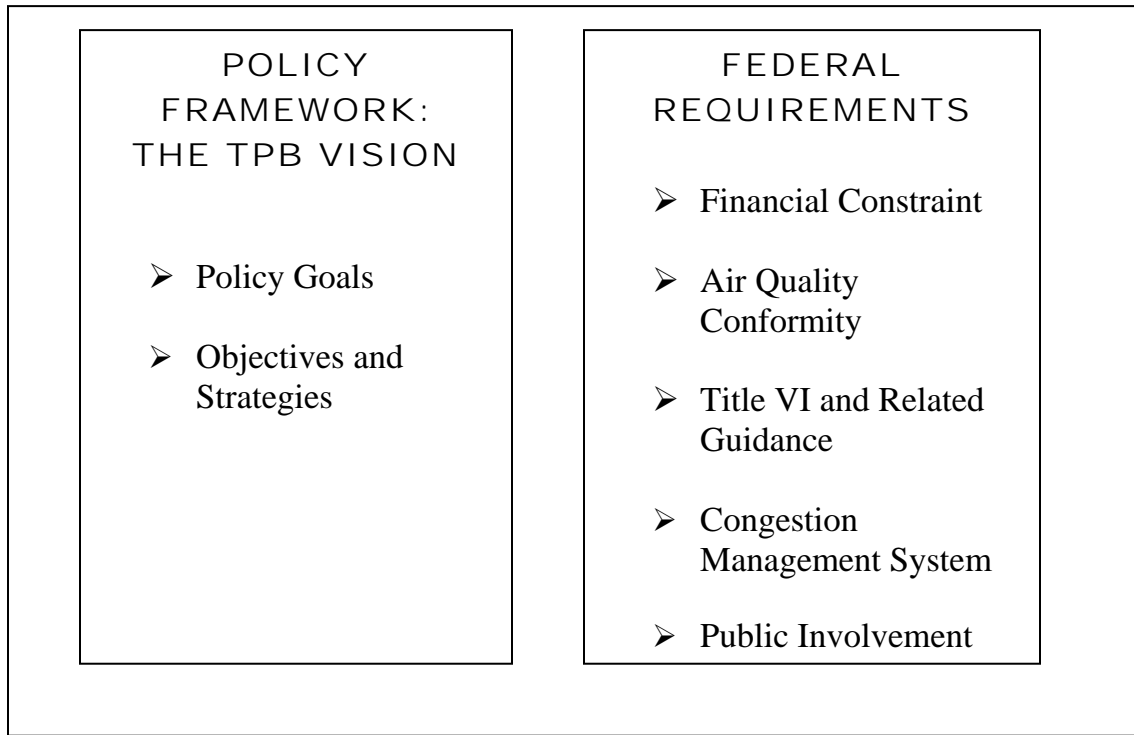 POLICY
FRAMEWORK:
THE TPB VISION
➢ Policy Goals
➢ Objectives and
Strategies
FEDERAL
REQUIREMENTS
➢ Financial Constraint
➢ Air Quality
Conformity
➢ Title VI and Related
Guidance
➢ Congestion
Management System
➢ Public Involvement